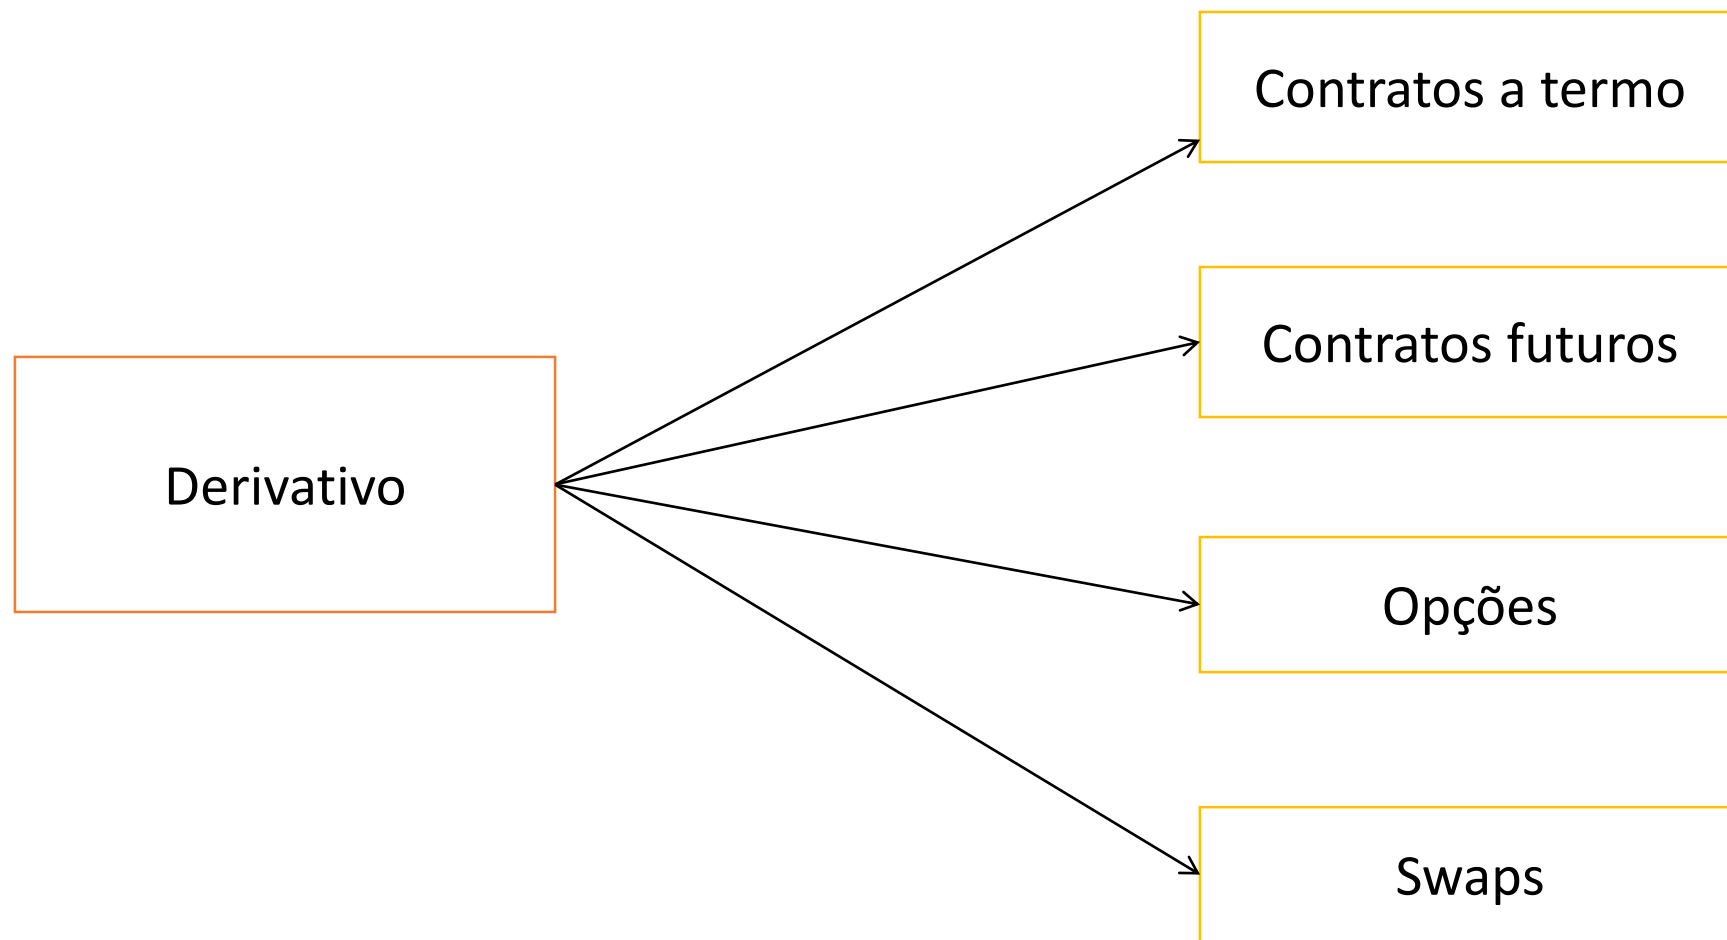 Contratos a termo
Contratos futuros
Derivativo
Opções
Swaps